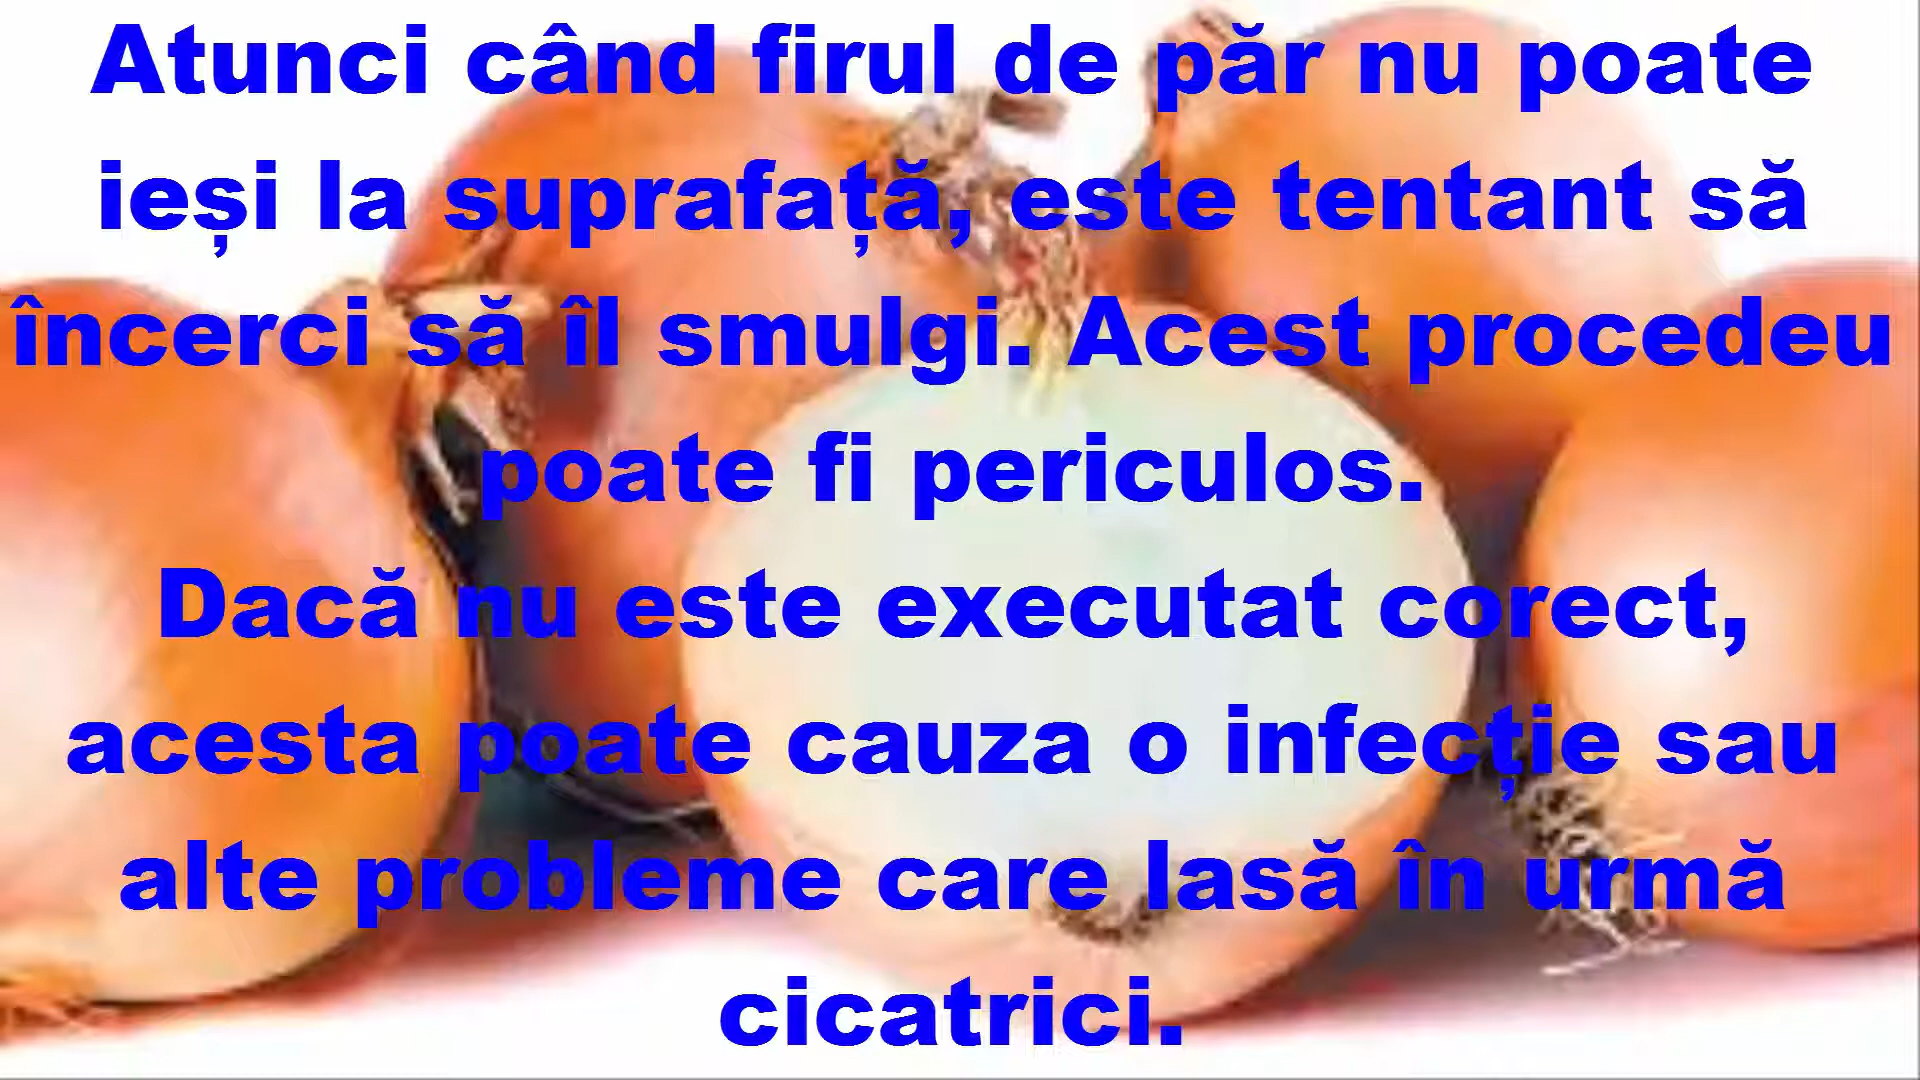 Atunci când firul de păr nu poate
ieși la suprafață, este tentant să
încerci să îl smulgi. Acest procedeu
poate fi periculos.
Dacă nu este executat corect,
acesta poate cauza o infecție sau
alte probleme care lasă în urmă
cicatrici.